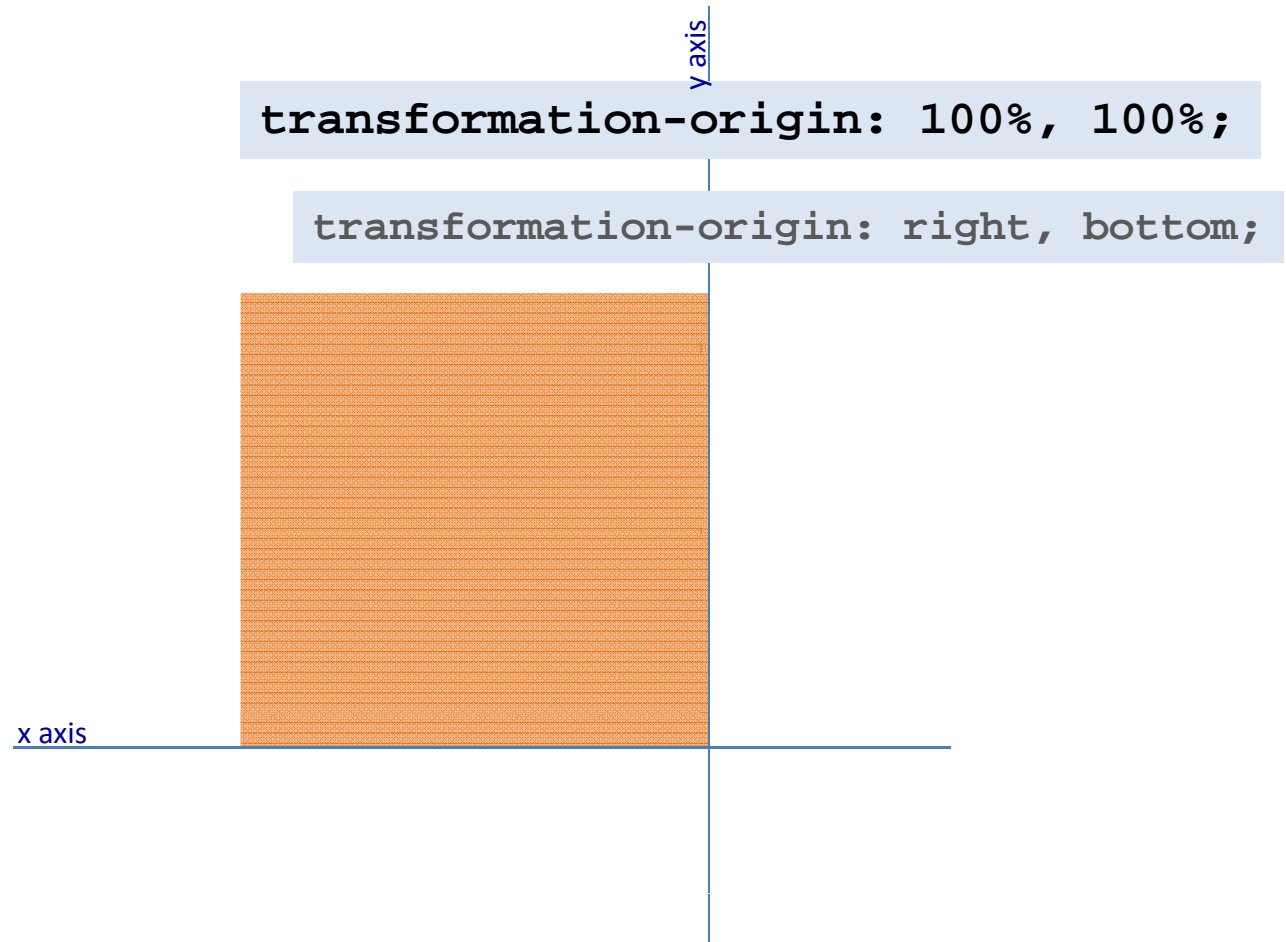 y axis
transformation-origin: 100%, 100%;
transformation-origin: right, bottom;
x axis